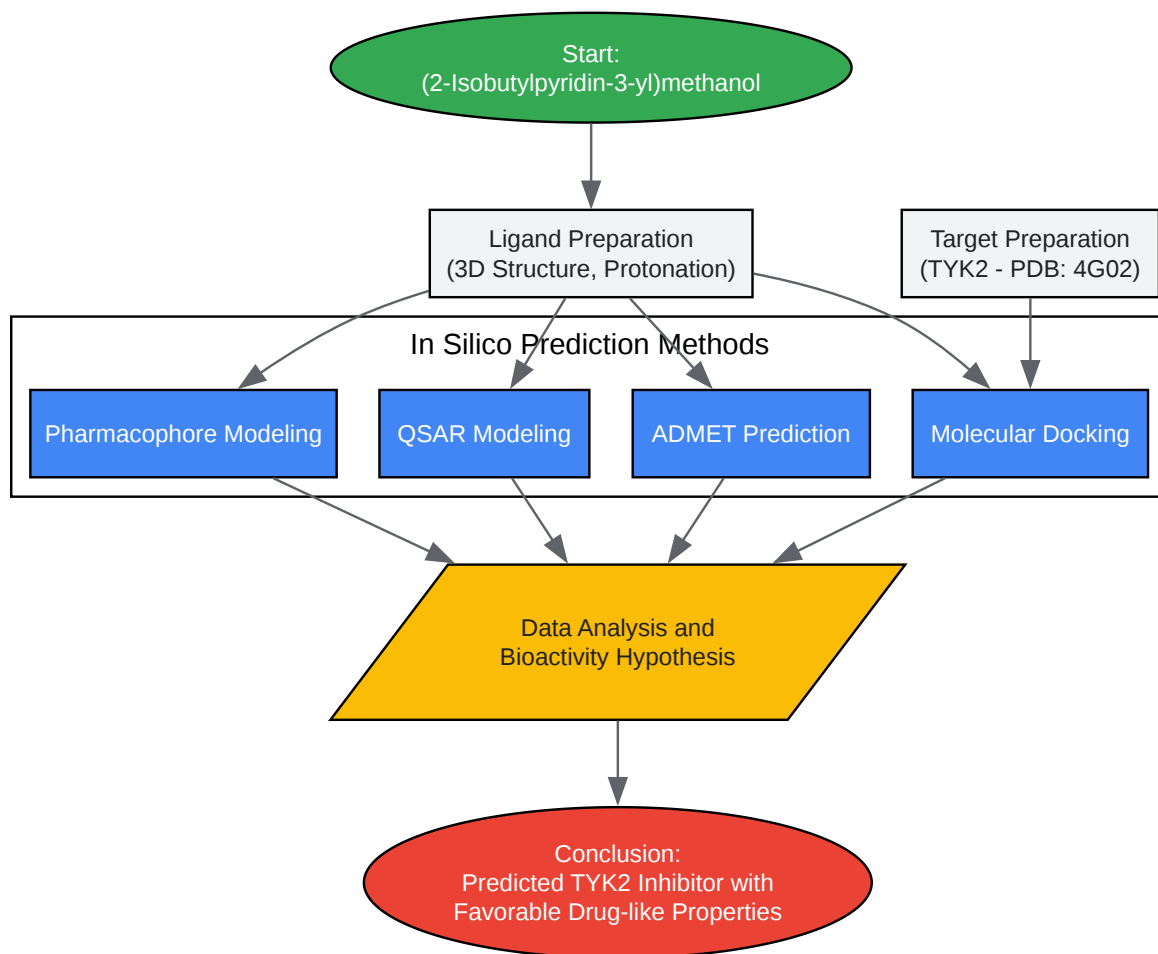 Start:
(2-Isobutylpyridin-3-yl)methanol
Ligand Preparation
(3D Structure, Protonation)
Target Preparation
(TYK2 - PDB: 4G02)
In Silico Prediction Methods
Pharmacophore Modeling
QSAR Modeling
ADMET Prediction
Molecular Docking
Data Analysis and
Bioactivity Hypothesis
Conclusion:
Predicted TYK2 Inhibitor with
Favorable Drug-like Properties